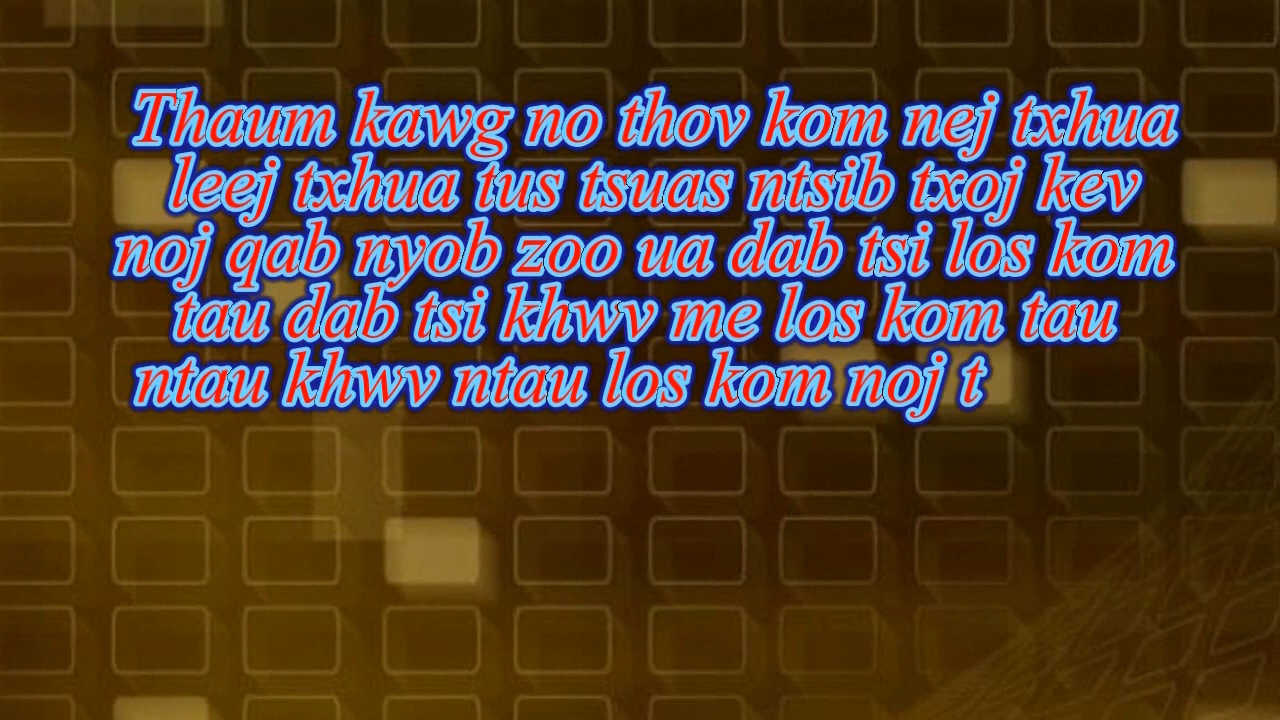 Thaum kawg no thov kom nej txhua
leej txhua tus tsuas ntsib txoj kev
noj qab nyob zoo ua dab tsi los kom
tau dab tsi khwv me los kom tau
ntau khwv ntau los kom noj t